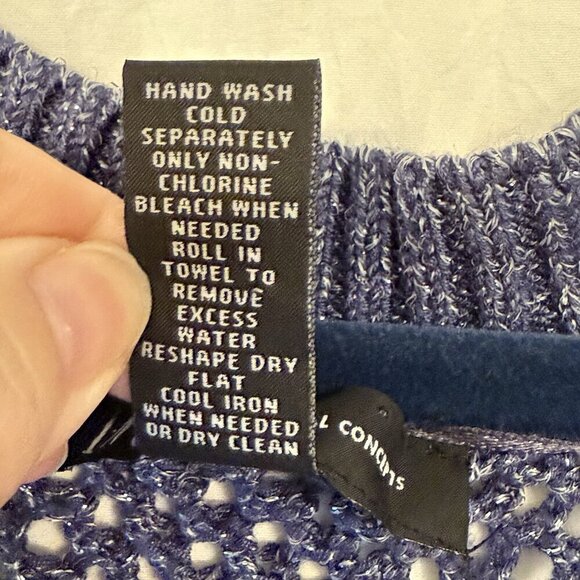 HAND WASH
COLD
SEPARATELY
ONLY NON-
CHLORINE
BLEACH WHEN
NEEDED
ROLL IN
TOWEL TO
REMOVE
EXCESS
WATER
RESHAPE DRY
FLAT
COOL IRON
WHEN NEEDED
OR DRY CLEAN
CONCEPTS